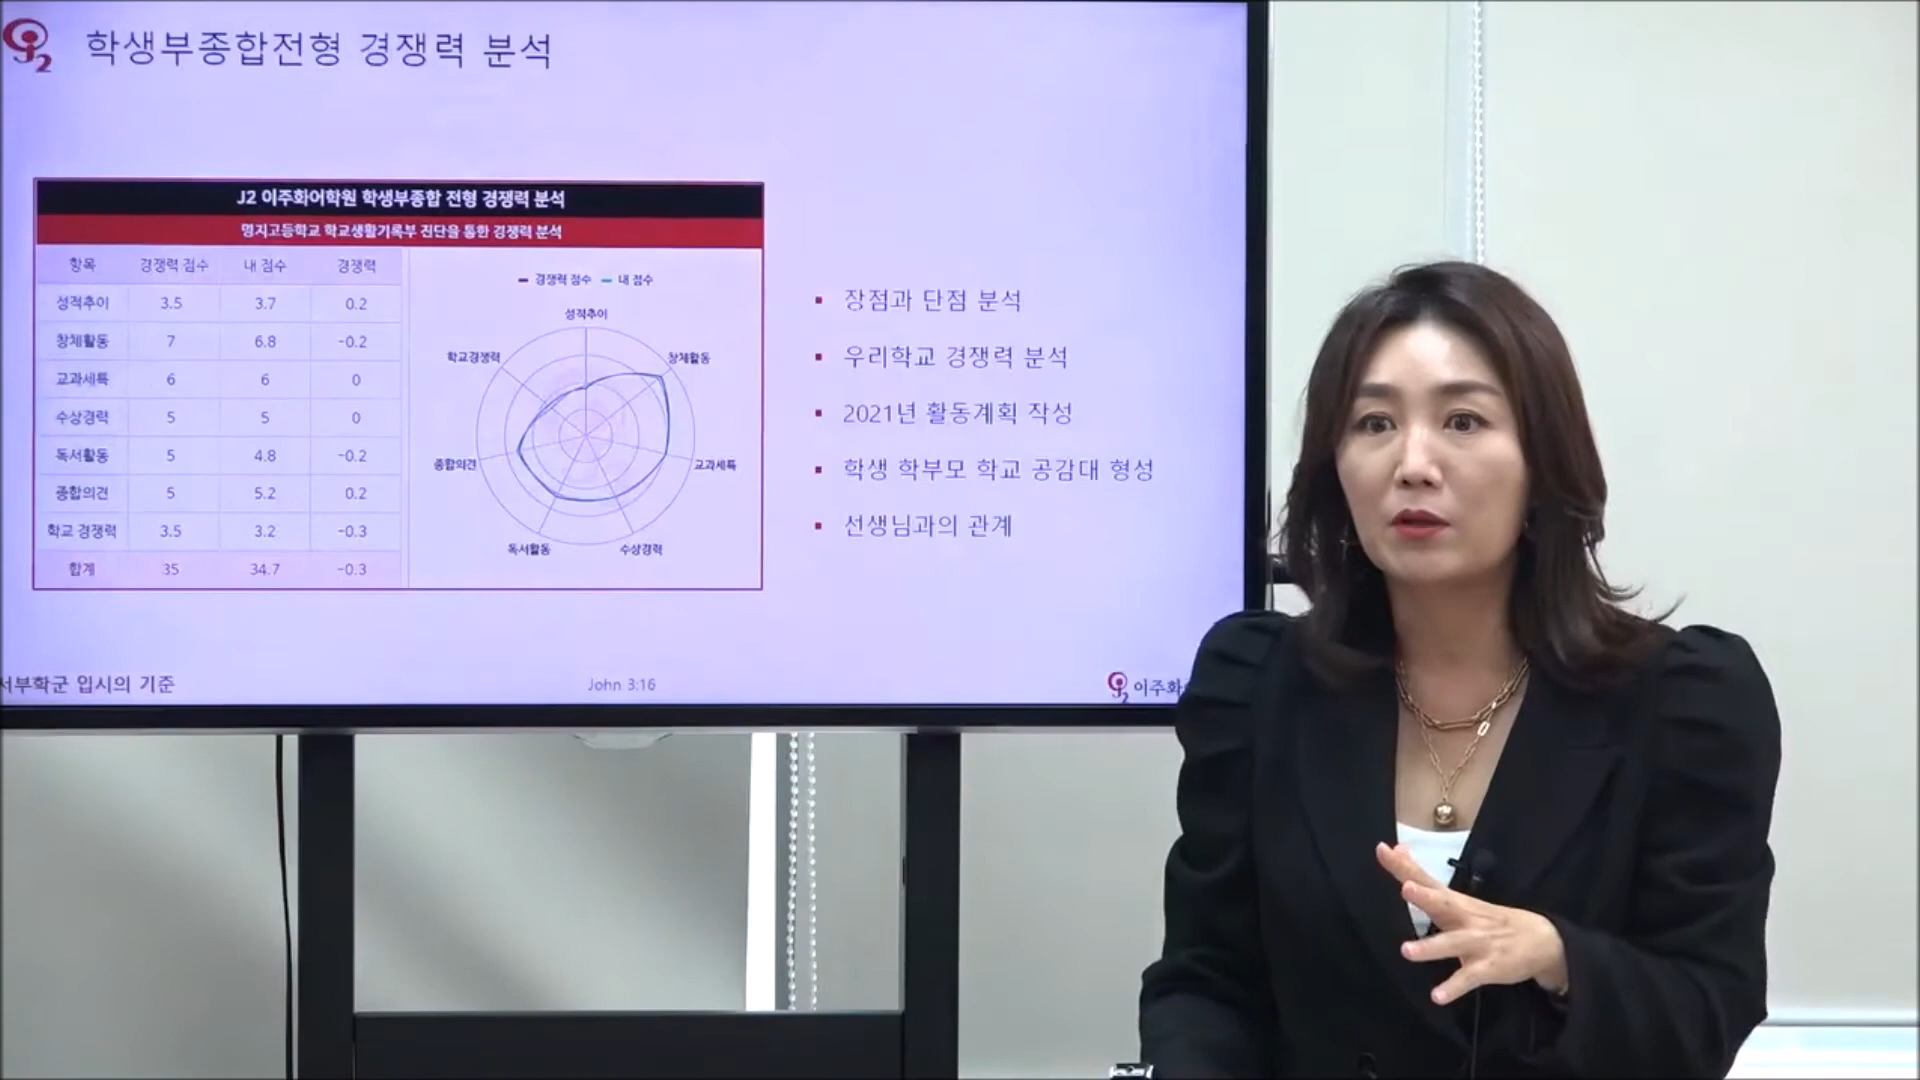 학생부종합전형 경쟁력 분석
J2 이주화어학원 학생부종합 전형 경쟁력 분석
명지고등학교 학교생활기록부 진단을 통한 경쟁력 분석
항목 경쟁력 점수 내 점수 경쟁력
성적추이 3.5 3.7 0.2
창체활동 7 6.8 -0.2
교과세특 6 6 0
수상경력 5 5 0
독서활동 5 4.8 -0.2
종합의견 5 5.2 0.2
학교 경쟁력 3.5 3.2 -0.3
합계 35 34.7 -0.3
경쟁력 점수 내 점수
성적추이
학교경쟁력 창체활동
종합의견 교과세특
독서활동 수상경력
▪ 장점과 단점 분석
▪ 우리학교 경쟁력 분석
▪ 2021년 활동계획 작성
▪ 학생 학부모 학교 공감대 형성
▪ 선생님과의 관계
서부학군 입시의 기준
John 3:16
이주화